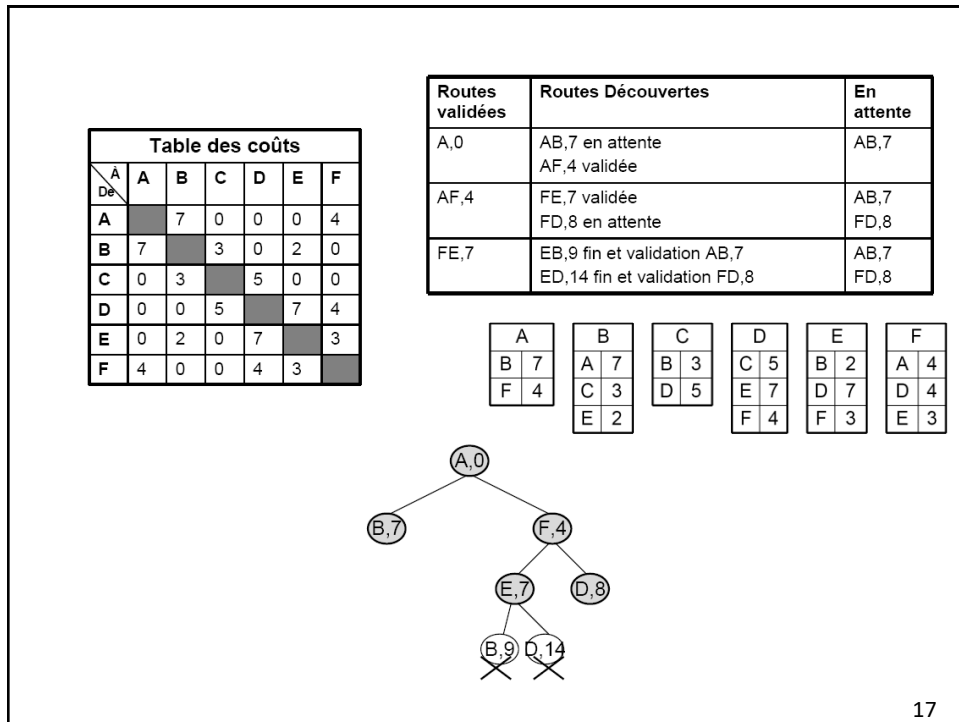 Table des coûts
À
De
A B C D E F
A 7 0 0 0 4
B 7 3 0 2 0
C 0 3 5 0 0
D 0 0 5 7 4
E 0 2 0 7 3
F 4 0 0 4 3
Routes validées Routes Découvertes En attente
A,0 AB,7 en attente AB,7
AF,4 validée
AF,4 FE,7 validée AB,7
FD,8 en attente FD,8
FE,7 EB,9 fin et validation AB,7 AB,7
ED,14 fin et validation FD,8 FD,8
A
B 7
F 4
B
A 7
C 3
E 2
C
B 3
D 5
D
C 5
E 7
F 4
E
B 2
D 7
F 3
F
A 4
D 4
E 3
A,0
B,7 F,4
E,7 D,8
B,9 D,14
17